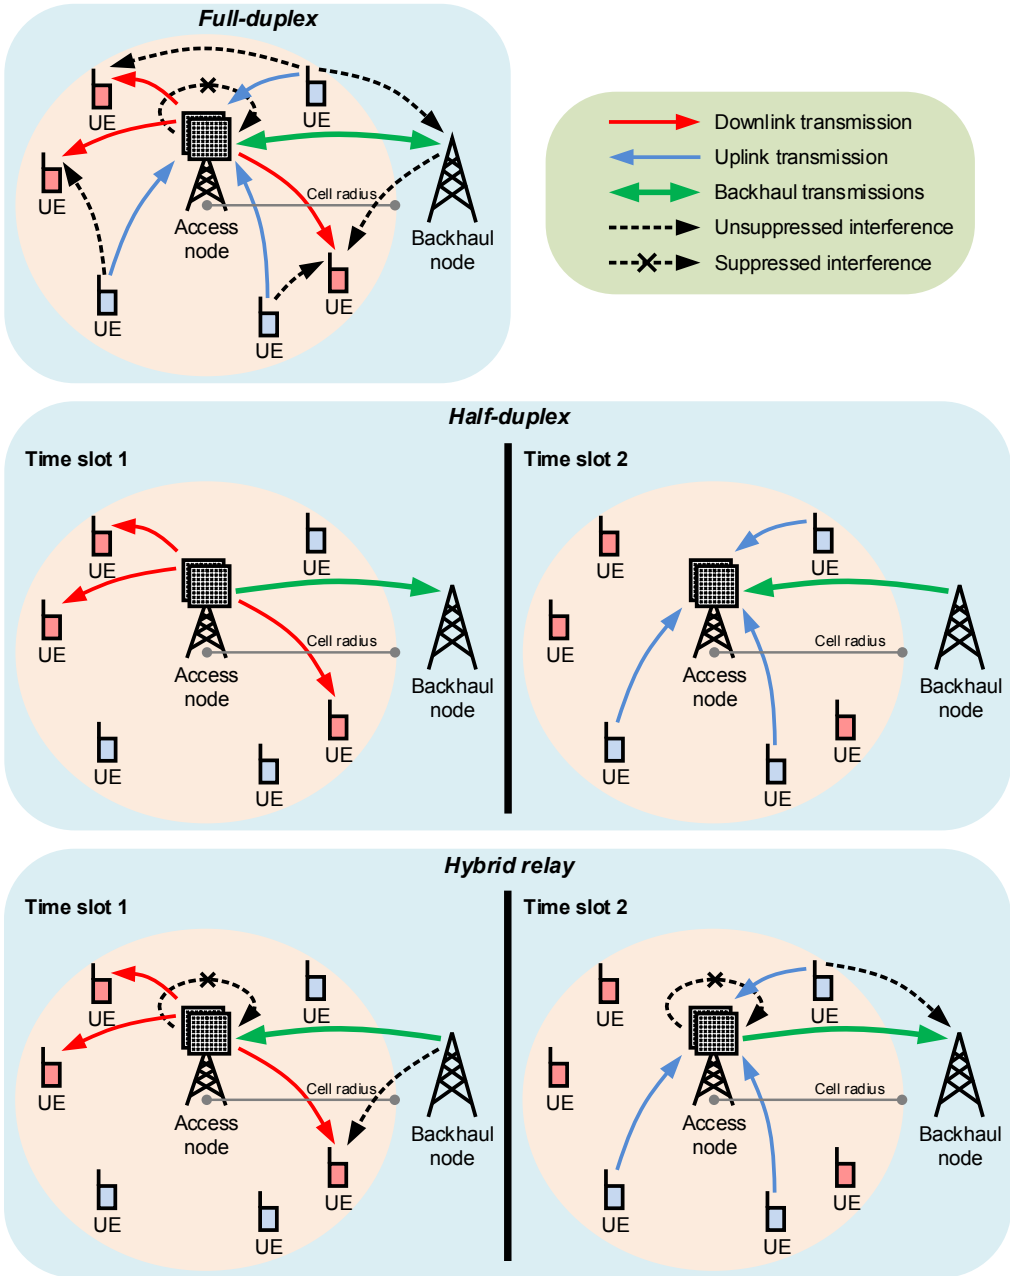 Full-duplex
UE
UE
Cell radius
Access
node
Backhaul
node
UE
UE
UE
Downlink transmission
Uplink transmission
Backhaul transmissions
Unsuppressed interference
Suppressed interference
Half-duplex
Time slot 1
UE
UE
UE
Cell radius
Access
node
Backhaul
node
UE
UE
UE
Time slot 2
UE
UE
UE
Cell radius
Access
node
Backhaul
node
UE
UE
UE
Hybrid relay
Time slot 1
UE
UE
UE
Cell radius
Access
node
Backhaul
node
UE
UE
UE
Time slot 2
UE
UE
UE
Cell radius
Access
node
Backhaul
node
UE
UE
UE